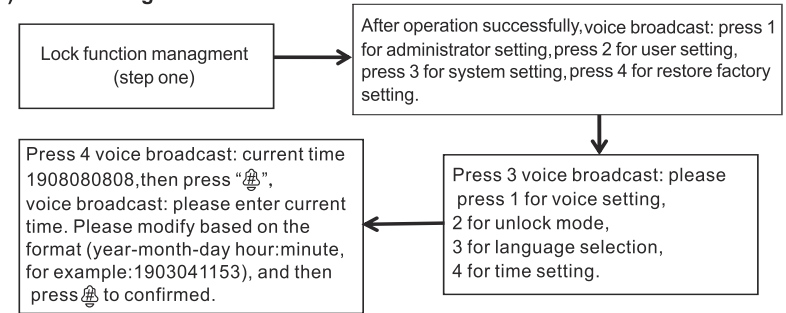 Lock function managment
(step one)
After operation successfully,voice broadcast: press 1
for administrator setting,press 2 for user setting,
press 3 for system setting,press 4 for restore factory
setting.
Press 3 voice broadcast: please
press 1 for voice setting,
2 for unlock mode,
3 for language selection,
4 for time setting.
Press 4 voice broadcast: current time
1908080808,then press “#”,
voice broadcast: please enter current
time. Please modify based on the
format (year-month-day hour:minute,
for example:1903041153), and then
press # to confirmed.